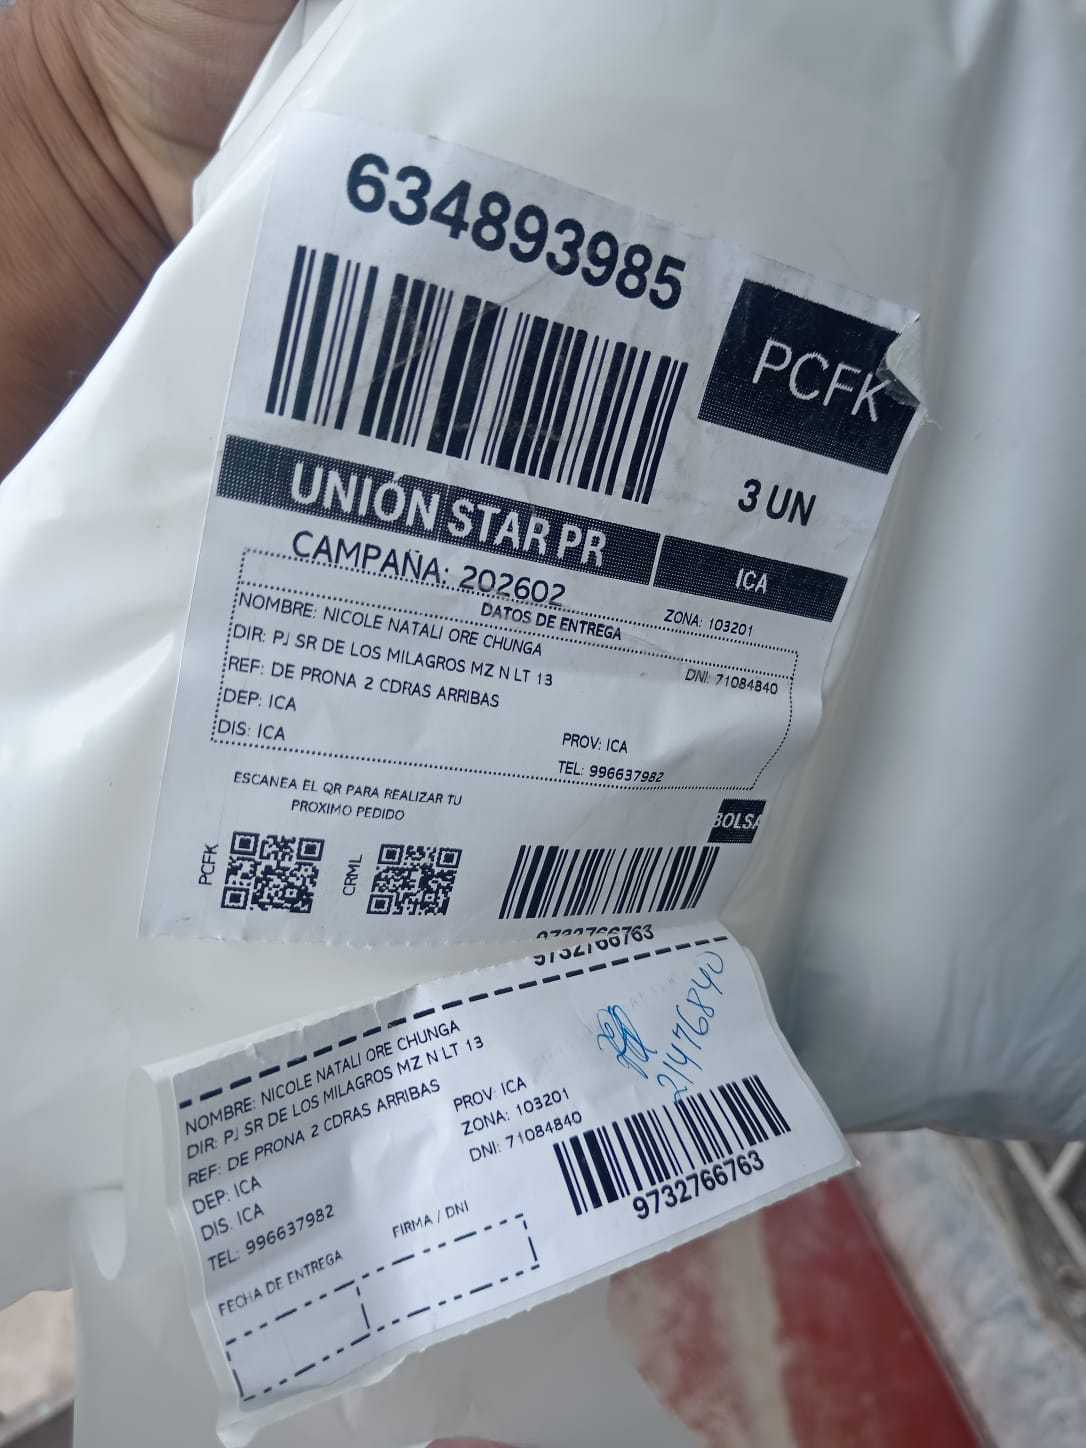 634893985
PCFK
3 UN
UNIÓN STAR PR
ICA
CAMPAÑA: 202602
ZONA: 103201
DATOS DE ENTREGA
NOMBRE: NICOLE NATALI ORE CHUNGA
DNI: 71084840
DIR: PJ SR DE LOS MILAGROS MZ N LT 13
REF: DE PRONA 2 CDRAS ARRIBAS
DEP: ICA
PROV: ICA
DIS: ICA
TEL: 996637982
ESCANEA EL QR PARA REALIZAR TU
PROXIMO PEDIDO
BOLSA
PCFK
CRML
9732766763
9732766763
NOMBRE: NICOLE NATALI ORE CHUNGA
DIR: PJ SR DE LOS MILAGROS MZ N LT 13
REF: DE PRONA 2 CDRAS ARRIBAS
PROV: ICA
DEP: ICA
ZONA: 103201
DIS. ICA
DNI: 71084840
TEL: 996637982
21476840
9732766763
FECHA DE ENTREGA
FIRMA / DNI